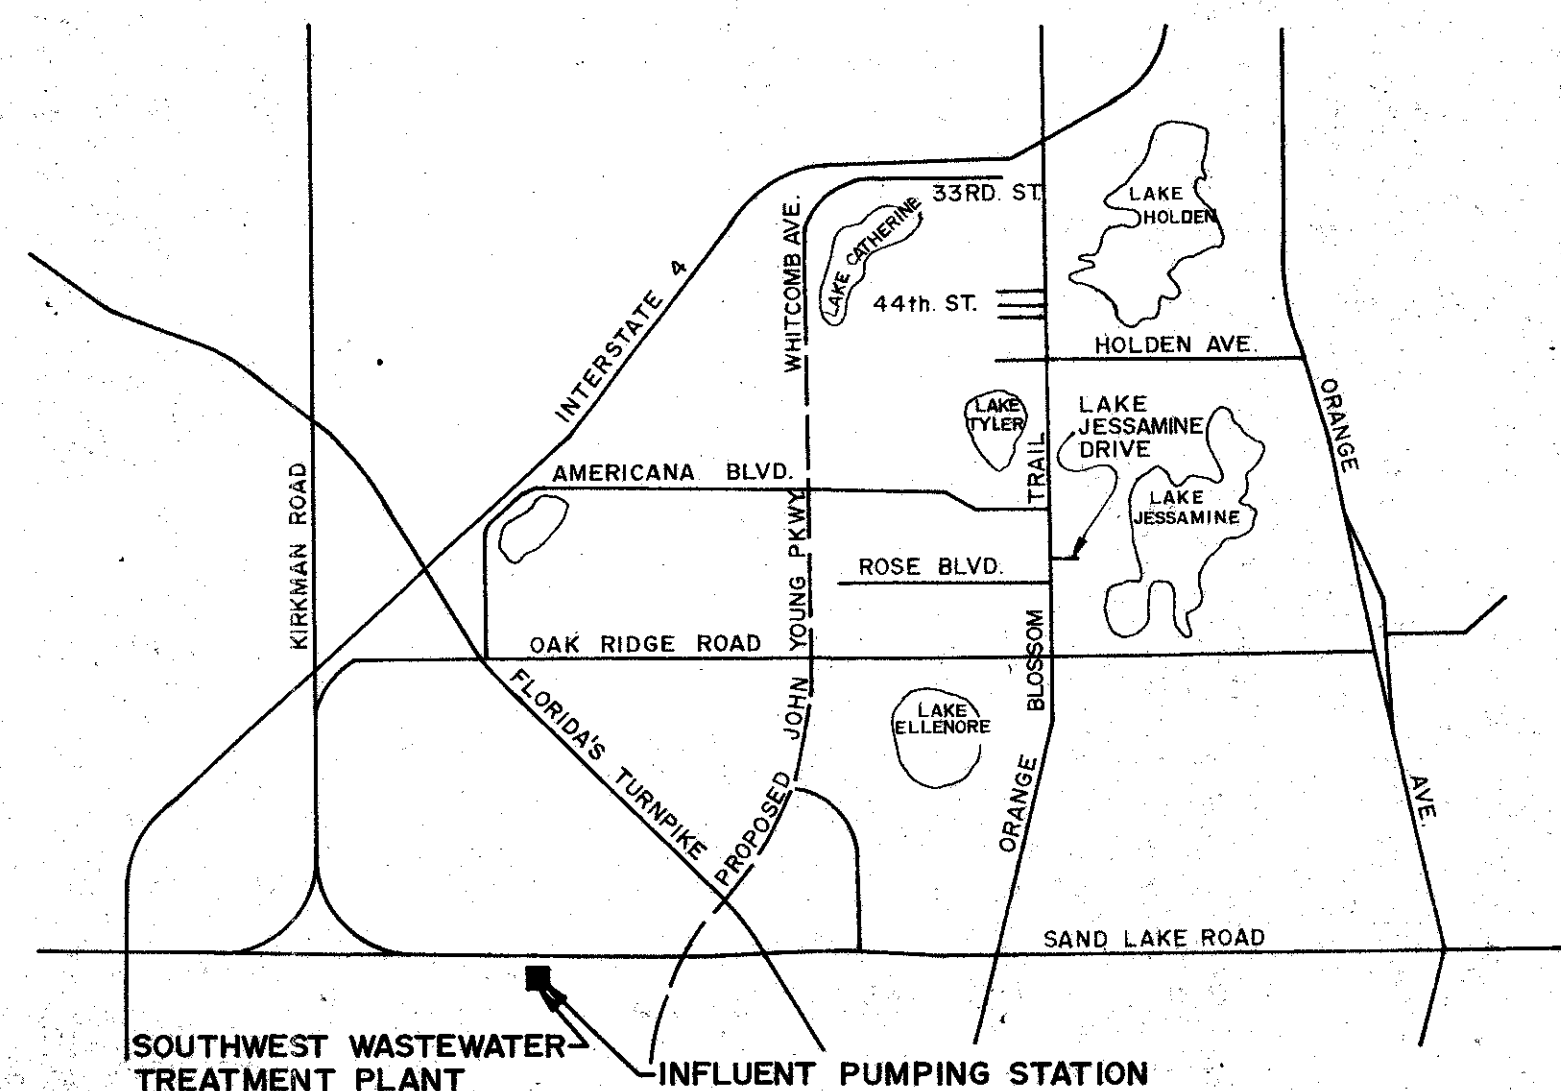 33RD. ST.
LAKE
HOLDEN
WHITCOMB AVE.
LAKE CATHERINE
INTERSTATE 4
44th. ST.
HOLDEN AVE.
LAKE
TYLER
LAKE
JESSAMINE
DRIVE
ORANGE
AVE.
AMERICANA BLVD.
LAKE
JESSAMINE
KIRKMAN ROAD
ROSE BLVD.
OAK RIDGE ROAD
PROPOSED JOHN YOUNG PKWY.
FLORIDA'S TURNPIKE
LAKE
ELLENORE
ORANGE BLOSSOM TRAIL
SAND LAKE ROAD
SOUTHWEST WASTEWATER
TREATMENT PLANT
INFLUENT PUMPING STATION